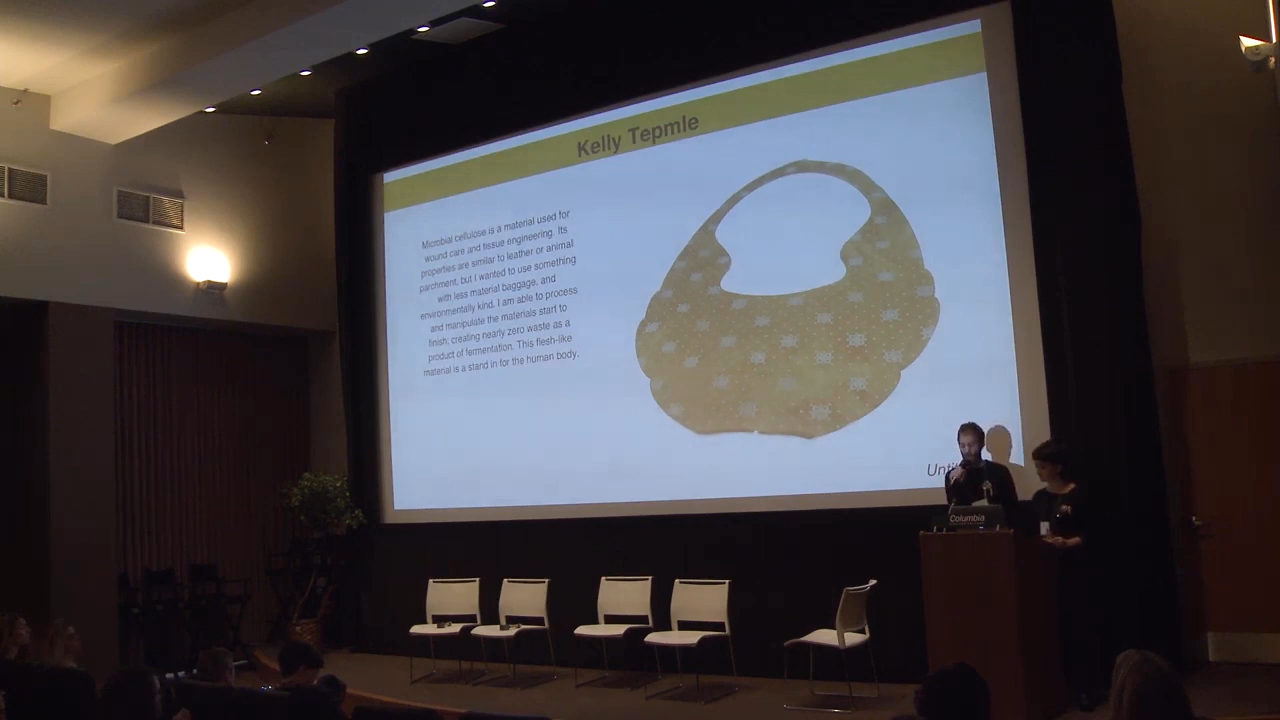 Kelly Tepmle
Microbial cellulose is a material used for
wound care and tissue engineering. Its
properties are similar to leather or animal
parchment, but I wanted to use something
with less material baggage, and
environmentally kind. I am able to process
and manipulate the materials start to
finish; creating nearly zero waste as a
product of fermentation. This flesh-like
material is a stand in for the human body.
Columbia